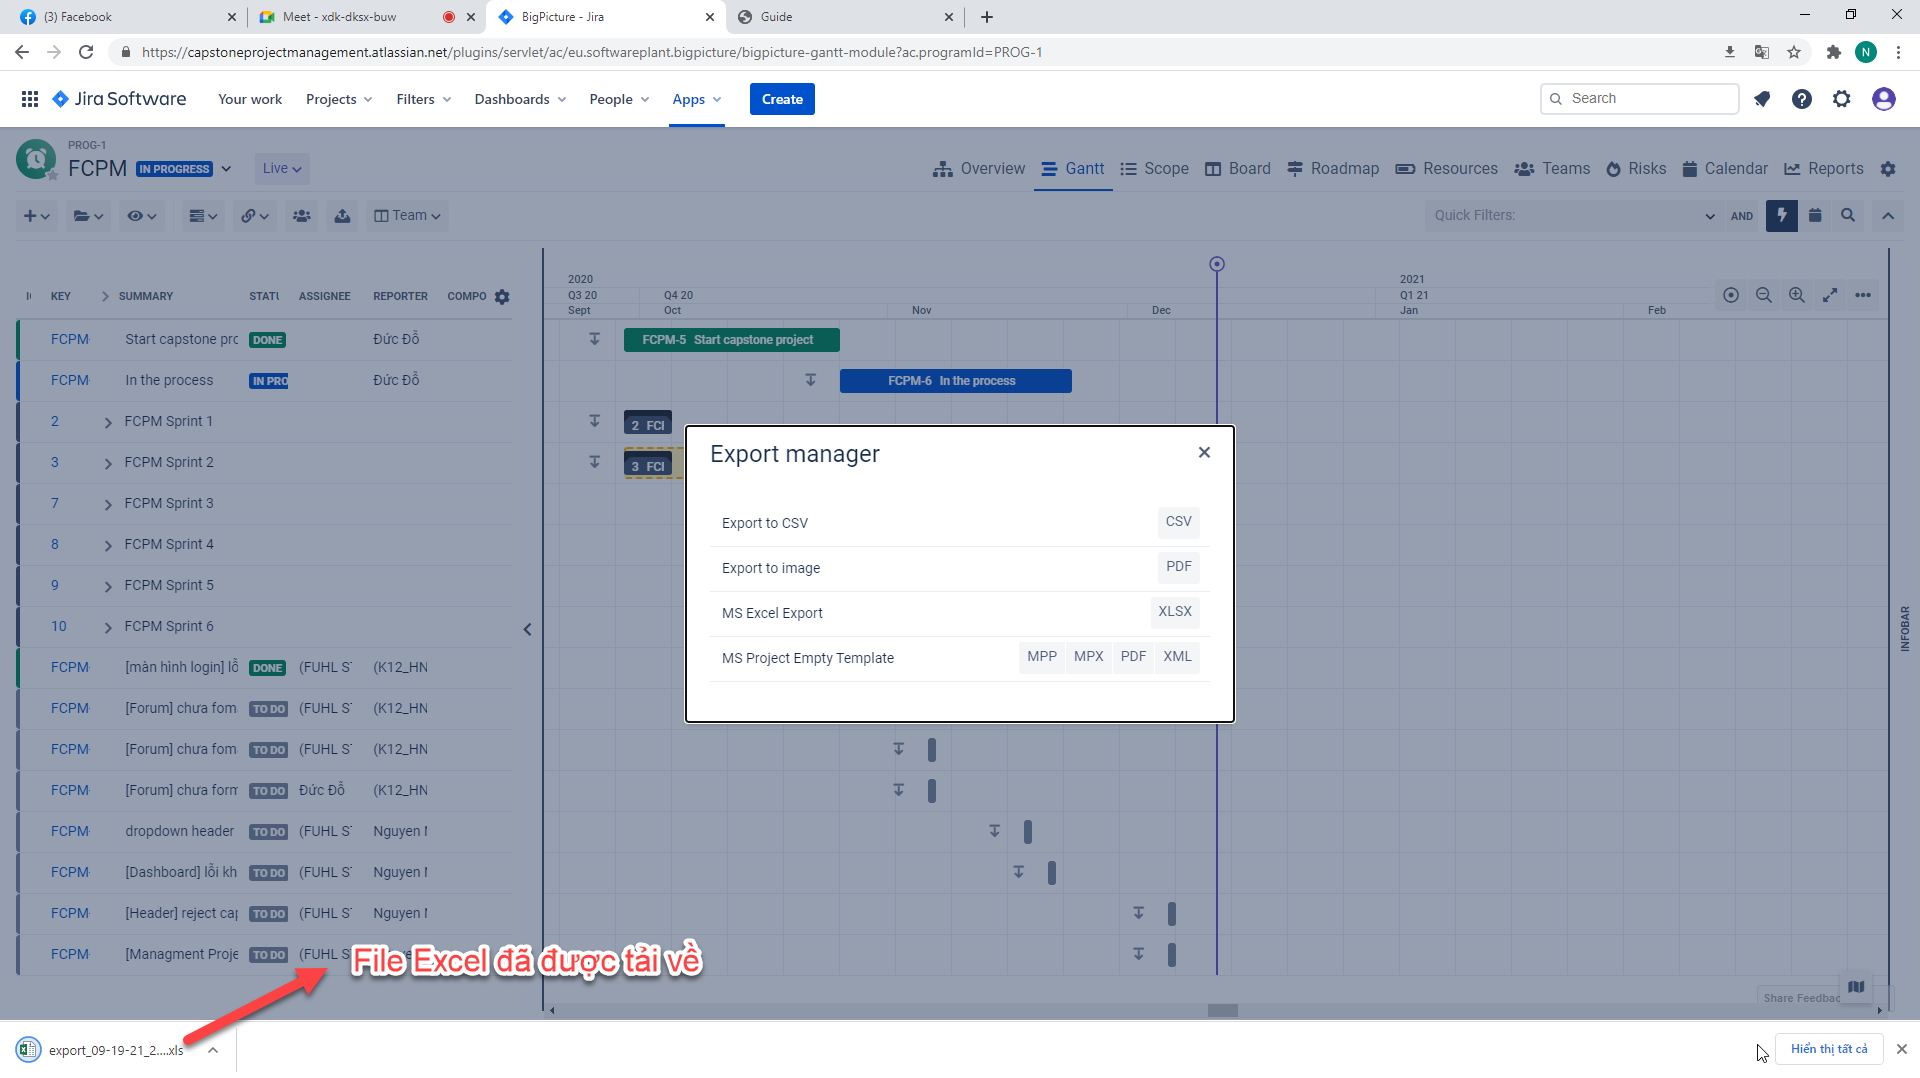 (3) Facebook
Meet - xdk-dksx-buw
BigPicture - Jira
Guide
https://capstoneprojectmanagement.atlassian.net/plugins/servlet/ac/eu.softwareplant.bigpicture/bigpicture-gantt-module?ac.programId=PROG-1
N
Jira Software
Your work
Projects
Filters
Dashboards
People
Apps
Create
Search
PROG-1
FCPM
IN PROGRESS
Live
Overview
Gantt
Scope
Board
Roadmap
Resources
Teams
Risks
Calendar
Reports
Team
Quick Filters:
AND
KEY
SUMMARY
STATU
ASSIGNEE
REPORTER
COMPO
2020
2021
Q3 20
Q4 20
Q1 21
Sept
Oct
Nov
Dec
Jan
Feb
FCPM-
Start capstone pro
DONE
Đức Đỗ
FCPM-5 Start capstone project
FCPM-
In the process
IN PRO
Đức Đỗ
FCPM-6 In the process
2
FCPM Sprint 1
2 FCI
3
FCPM Sprint 2
3 FCI
7
FCPM Sprint 3
8
FCPM Sprint 4
9
FCPM Sprint 5
10
FCPM Sprint 6
FCPM-
[màn hình login] lỗ
DONE
(FUHL S
(K12_HN
FCPM-
[Forum] chưa fom
TO DO
(FUHL S
(K12_HN
FCPM-
[Forum] chưa fom
TO DO
(FUHL S
(K12_HN
FCPM-
[Forum] chưa form
TO DO
Đức Đỗ
(K12_HN
FCPM-
dropdown header
TO DO
(FUHL S
Nguyen
FCPM-
[Dashboard] lỗi kh
TO DO
(FUHL S
Nguyen
FCPM-
[Header] reject cap
TO DO
(FUHL S
Nguyen
FCPM-
[Managment Proje
TO DO
(FUHL S
File Excel đã được tải về
Export manager
Export to CSV
CSV
Export to image
PDF
MS Excel Export
XLSX
MS Project Empty Template
MPP
MPX
PDF
XML
INFOBAR
Share Feedbac
export_09-19-21_2....xls
Hiển thị tất cả